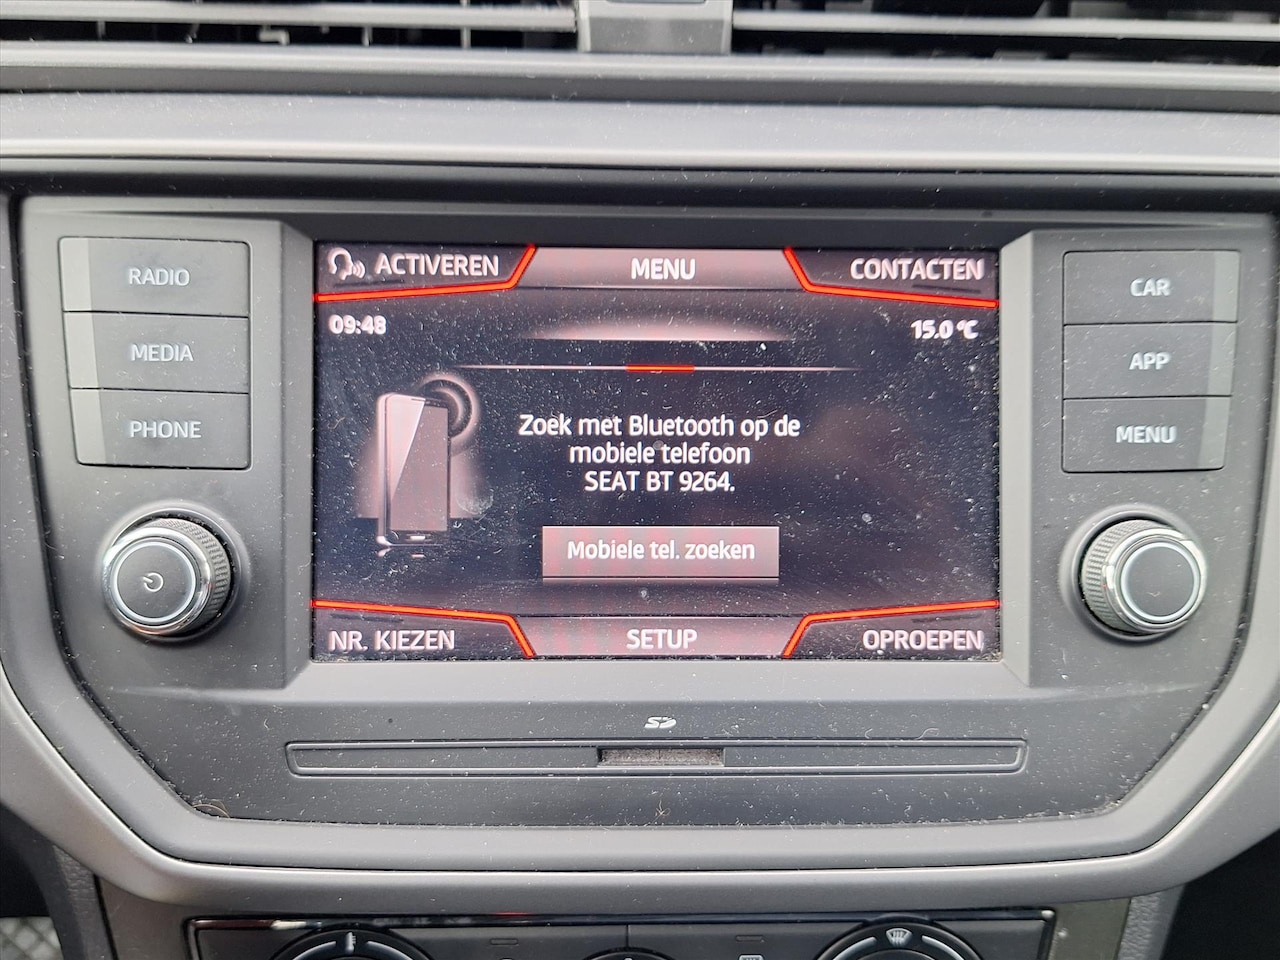 RADIO
MEDIA
PHONE
ACTIVEREN
MENU
CONTACTEN
09:48
15.0 °C
Zoek met Bluetooth op de
mobiele telefoon
SEAT BT 9264.
Mobiele tel. zoeken
NR. KIEZEN
SETUP
OPROEPEN
CAR
APP
MENU
SD